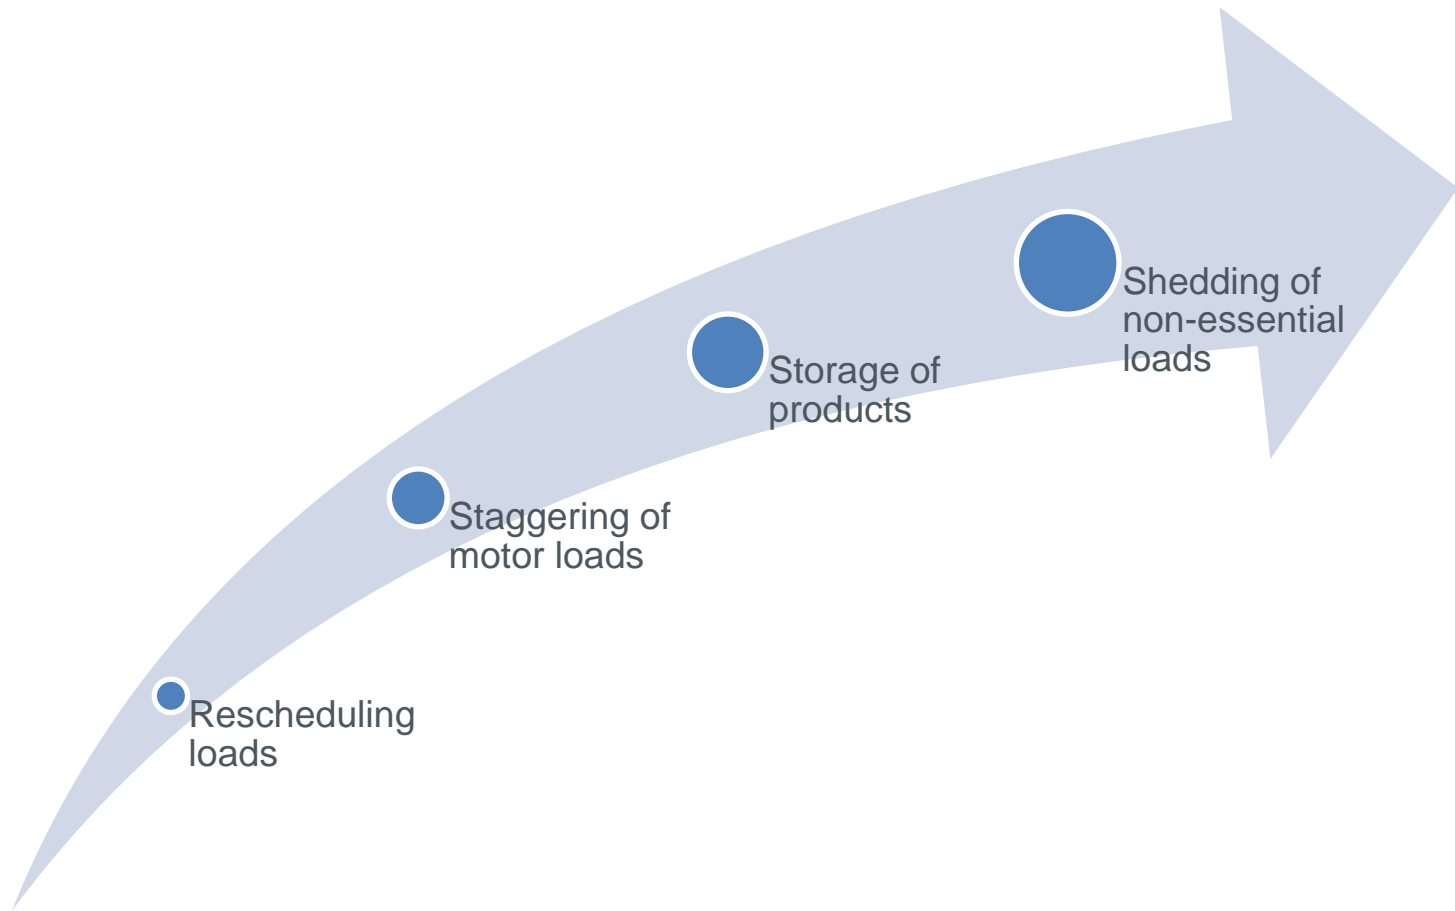 Shedding of
non-essential
loads
Storage of
products
Staggering of
motor loads
Rescheduling
loads